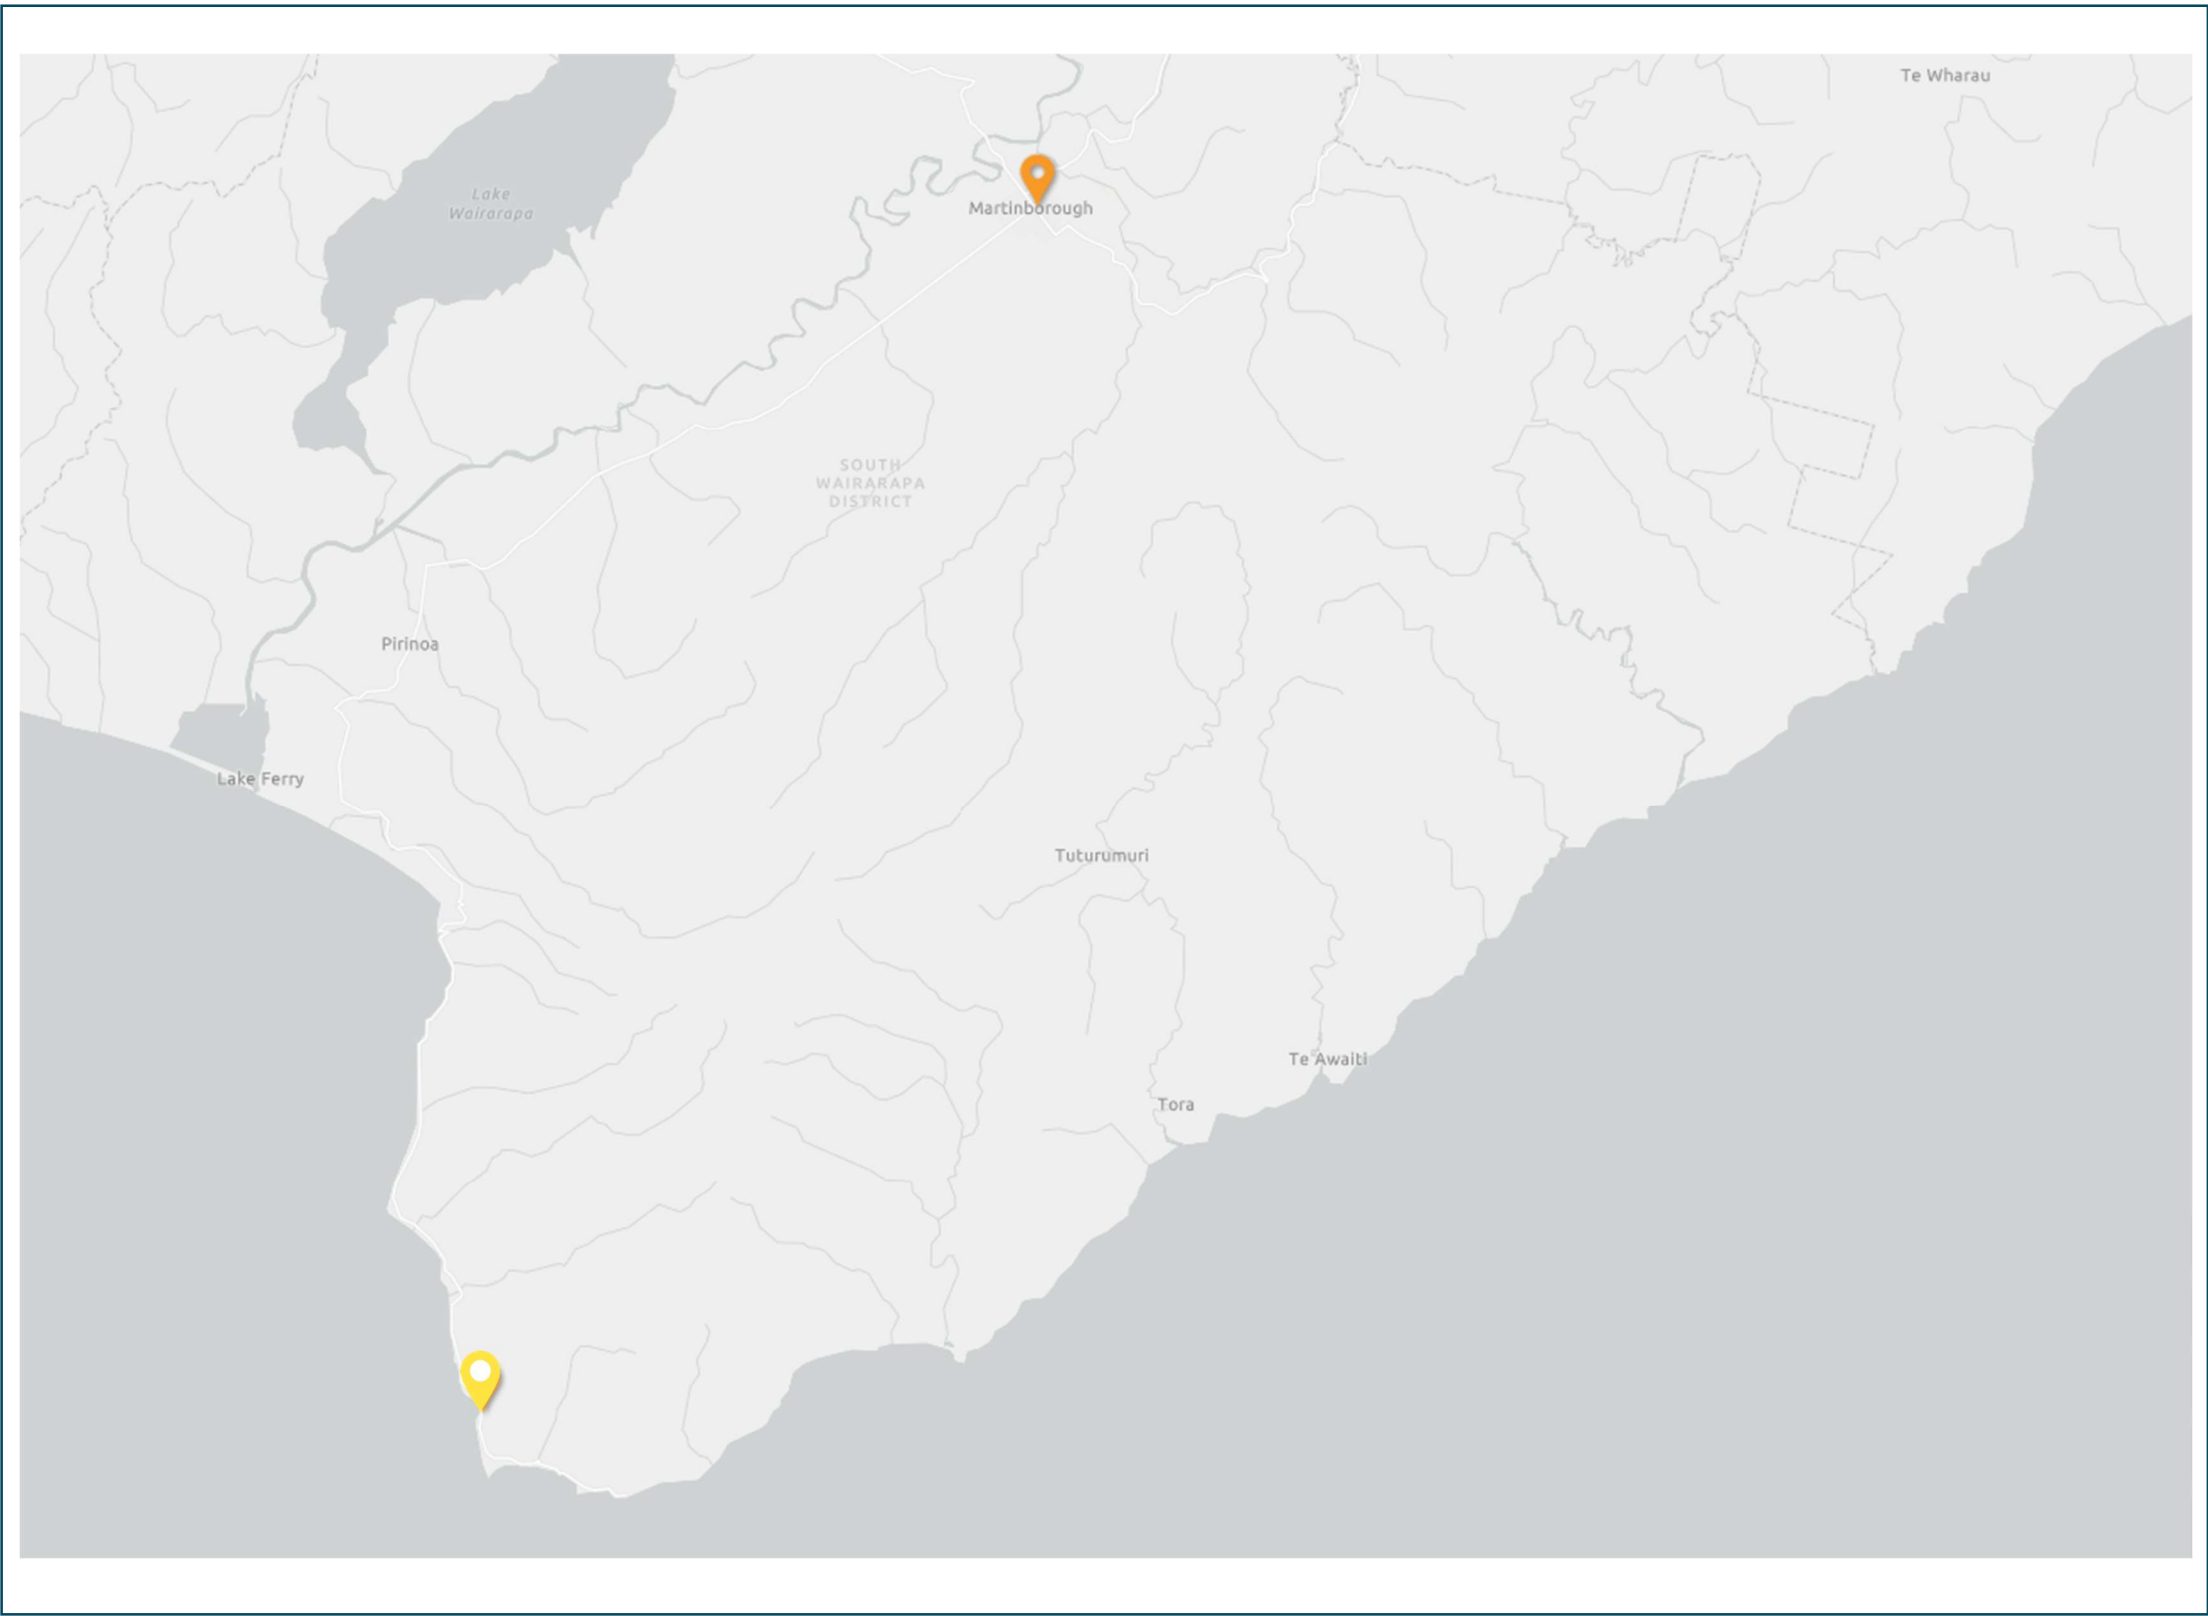 Te Wharau
Lake
Wairarapa
Martinborough
SOUTH
WAIRARAPA
DISTRICT
Pirinoa
Lake Ferry
Tuturumuri
Te Awaiti
Tora